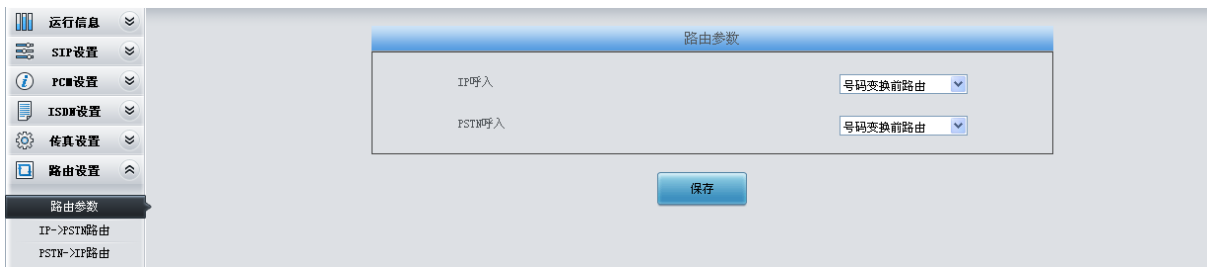 运行信息
SIP设置
PCM设置
ISDN设置
传真设置
路由设置
路由参数
IP->PSTN路由
PSTN->IP路由
路由参数
IP呼入 号码变换前路由
PSTN呼入 号码变换前路由
保存